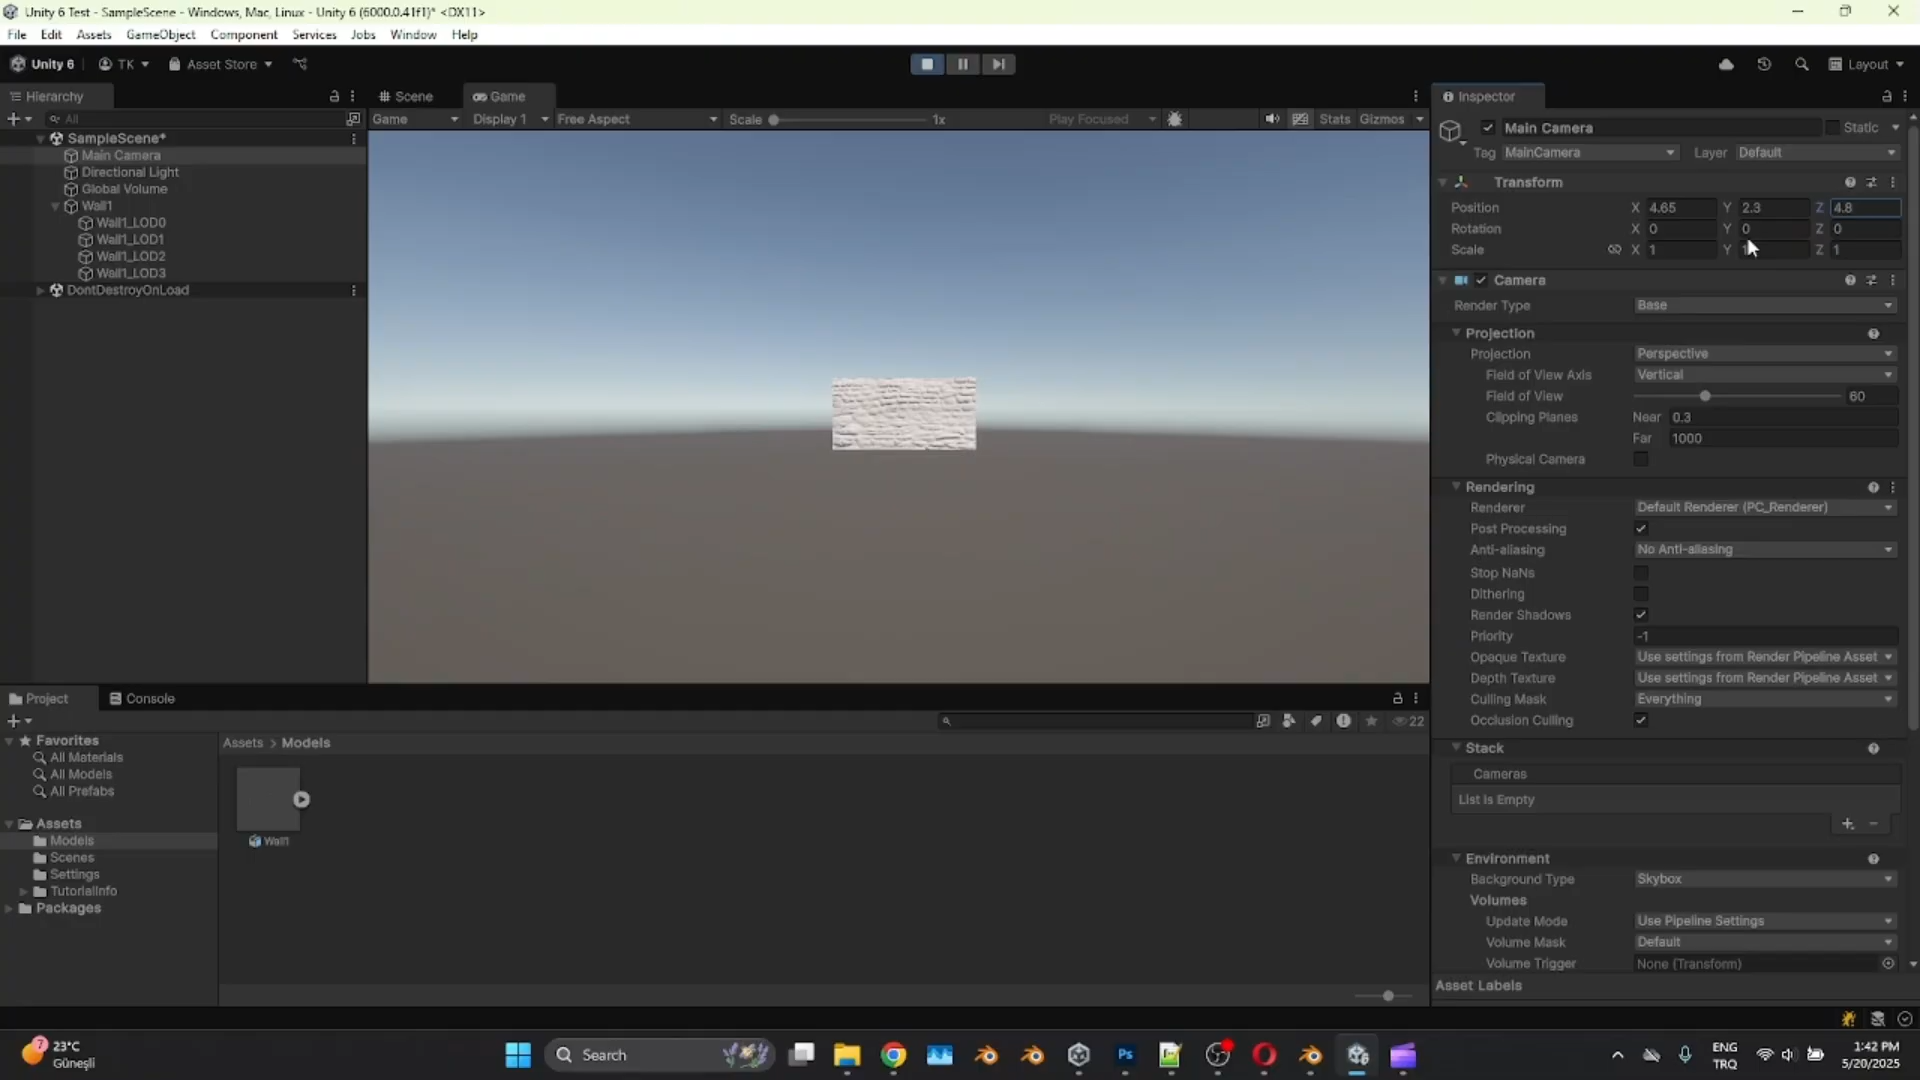 Unity 6 Test - SampleScene - Windows, Mac, Linux - Unity 6 (6000.0.41f1)* <DX11>
File Edit Assets GameObject Component Services Jobs Window Help
Unity 6 TK Asset Store Layout
Hierarchy
All
SampleScene*
Main Camera
Directional Light
Global Volume
Wall1
Wall1_LOD0
Wall1_LOD1
Wall1_LOD2
Wall1_LOD3
DontDestroyOnLoad
Scene Game
Game Display 1 Free Aspect Scale 1x Play Focused Stats Gizmos
Inspector
Main Camera Static
Tag MainCamera Layer Default
Transform
Position X 4.65 Y 2.3 Z 4.8
Rotation X 0 Y 0 Z 0
Scale X 1 Y 1 Z 1
Camera
Render Type Base
Projection
Projection Perspective
Field of View Axis Vertical
Field of View 60
Clipping Planes Near 0.3
Far 1000
Physical Camera
Rendering
Renderer Default Renderer (PC_Renderer)
Post Processing
Anti-aliasing No Anti-aliasing
Stop NaNs
Dithering
Render Shadows
Priority -1
Opaque Texture Use settings from Render Pipeline Asset
Depth Texture Use settings from Render Pipeline Asset
Culling Mask Everything
Occlusion Culling
Stack
Cameras
List is Empty
Environment
Background Type Skybox
Volumes
Update Mode Use Pipeline Settings
Volume Mask Default
Volume Trigger None (Transform)
Asset Labels
Project Console
22
Favorites
All Materials
All Models
All Prefabs
Assets
Models
Scenes
Settings
TutorialInfo
Packages
Assets > Models
Wall1
7
23°C
Güneşli
Search
Ps
ENG
TRQ
1:42 PM
5/20/2025